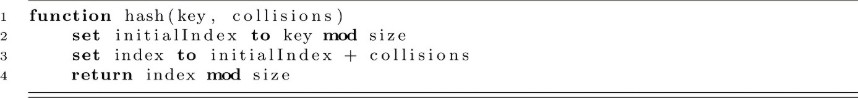 1 function hash(key, collisions)
2 set initialIndex to key mod size
3 set index to initialIndex + collisions
4 return index mod size